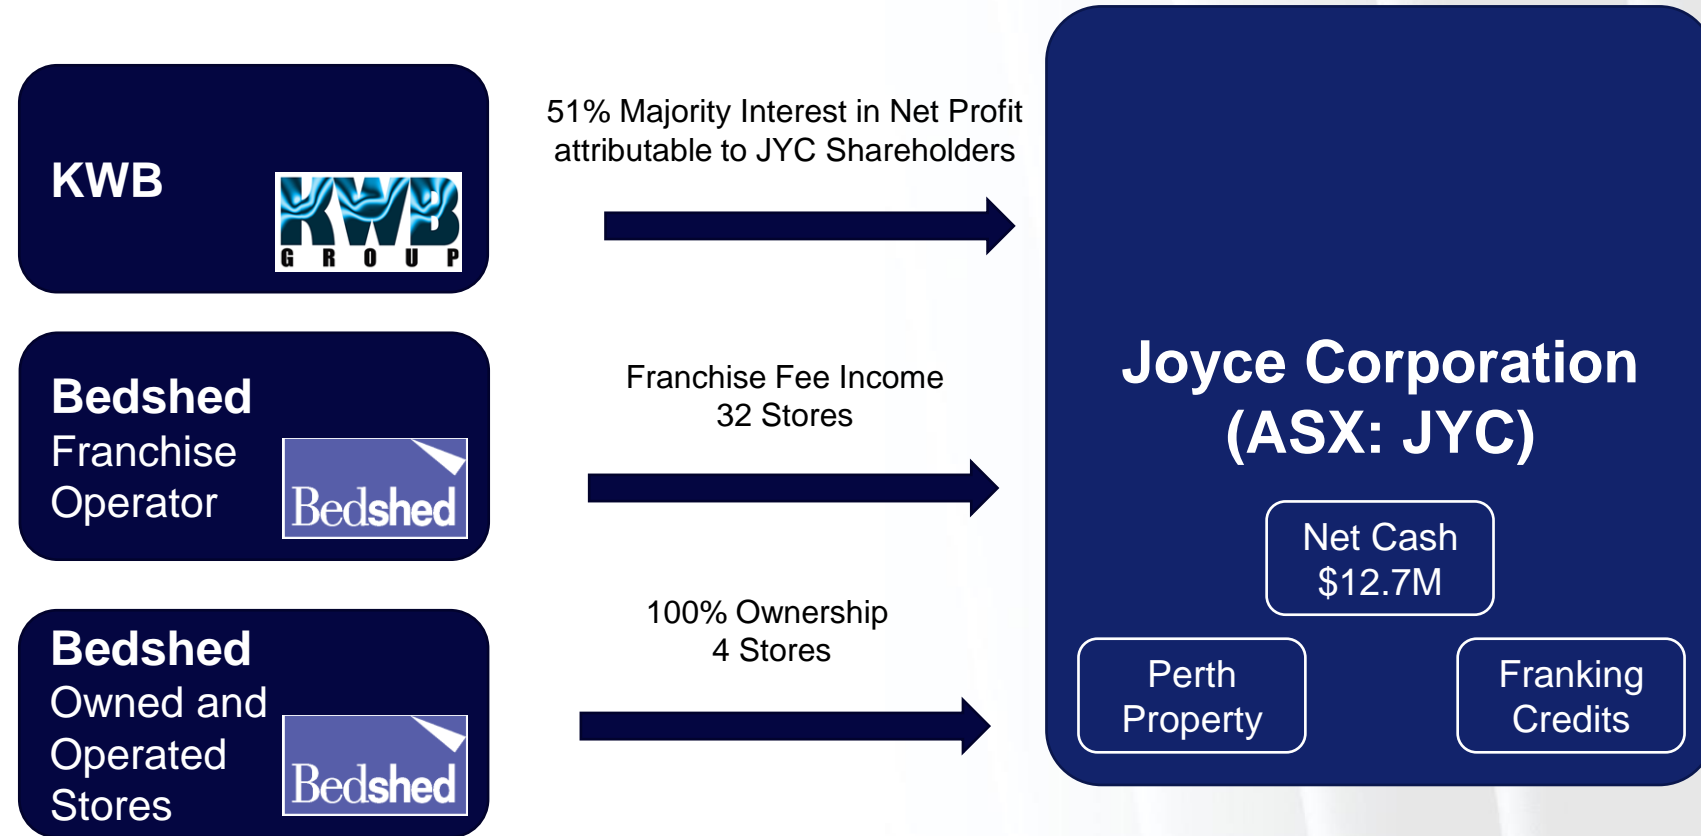 KWB
KWB
GROUP
51% Majority Interest in Net Profit
attributable to JYC Shareholders
Bedshed
Franchise
Operator
Bedshed
Franchise Fee Income
32 Stores
Bedshed
Owned and
Operated
Stores
Bedshed
100% Ownership
4 Stores
Joyce Corporation
(ASX: JYC)
Net Cash
$12.7M
Perth
Property
Franking
Credits